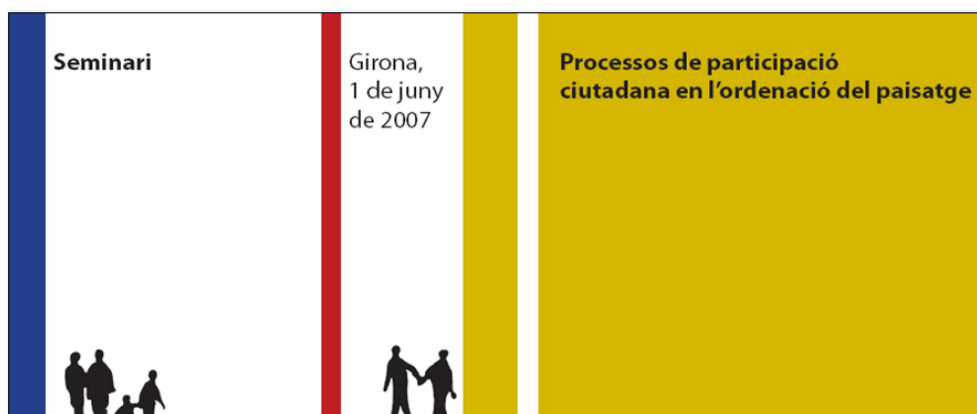 Seminari
Girona,
1 de juny
de 2007
Processos de participació
ciutadana en l’ordenació del paisatge